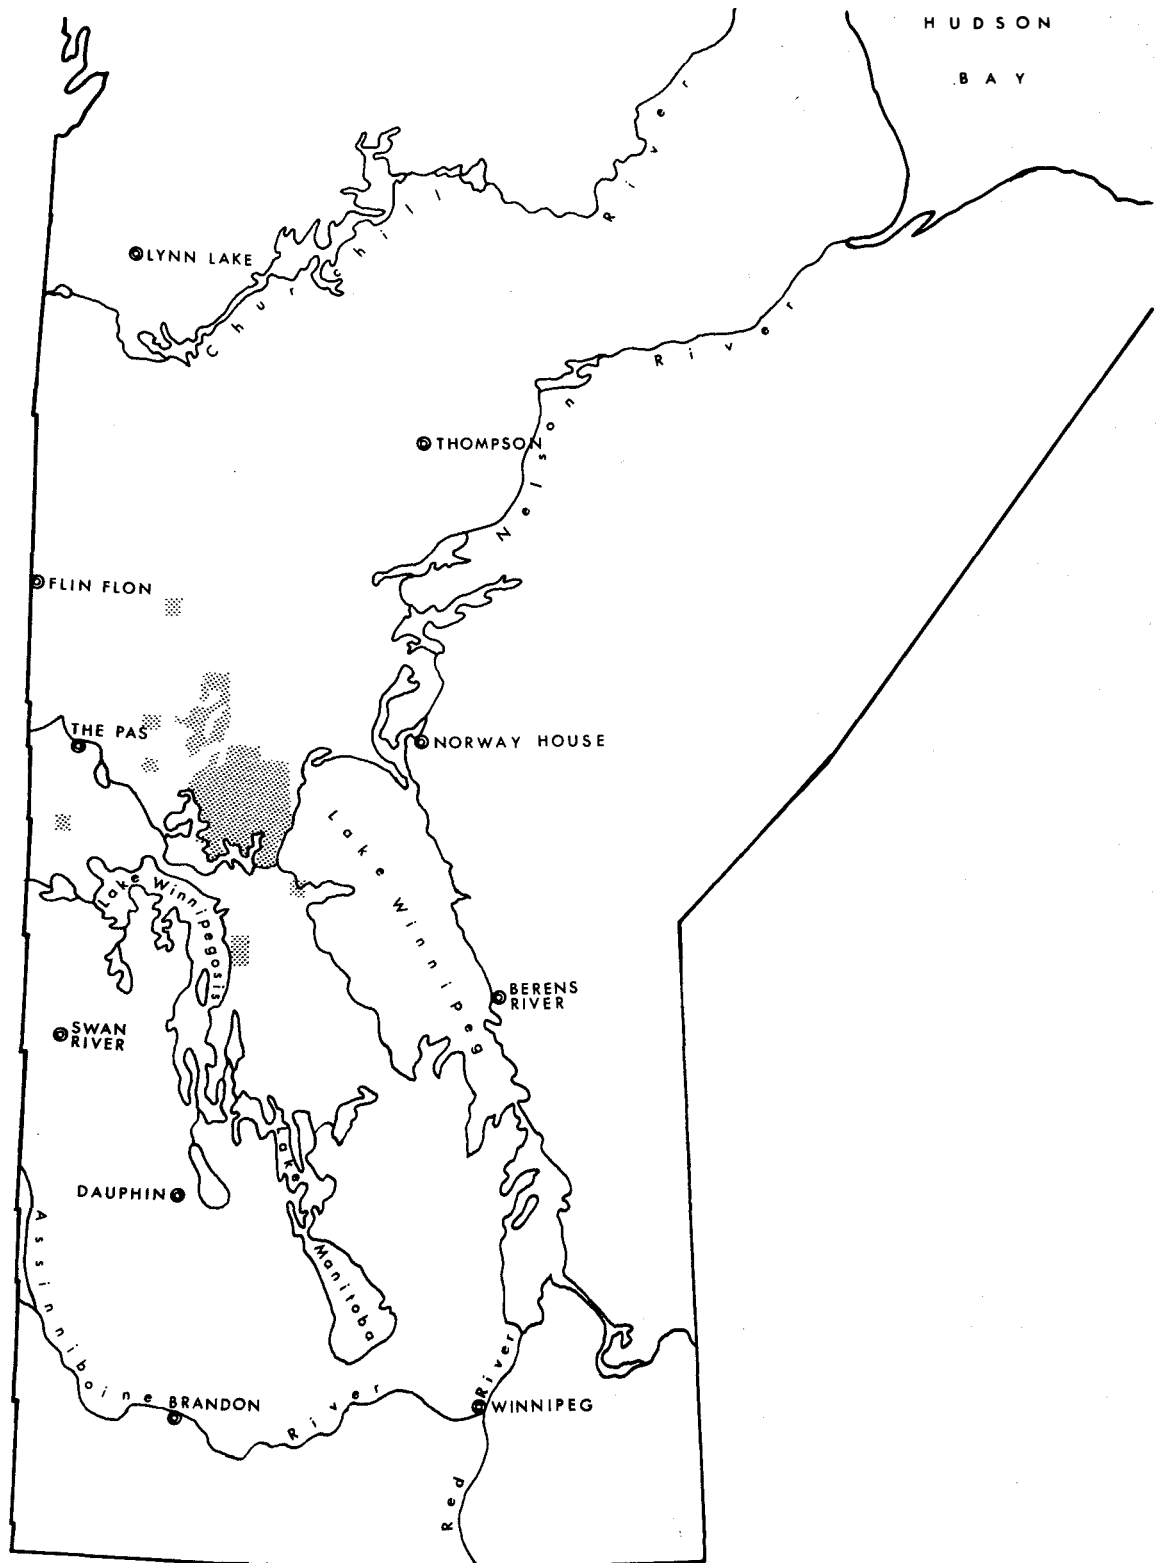 HUDSON
BAY
Churchill River
LYNN LAKE
Nelson River
THOMPSON
FLIN FLON
THE PAS
NORWAY HOUSE
Lake Winnipeg
Lake Winnipegosis
BERENS
RIVER
SWAN
RIVER
Lake Manitoba
DAUPHIN
Assinniboine River
BRANDON
WINNIPEG
Red River